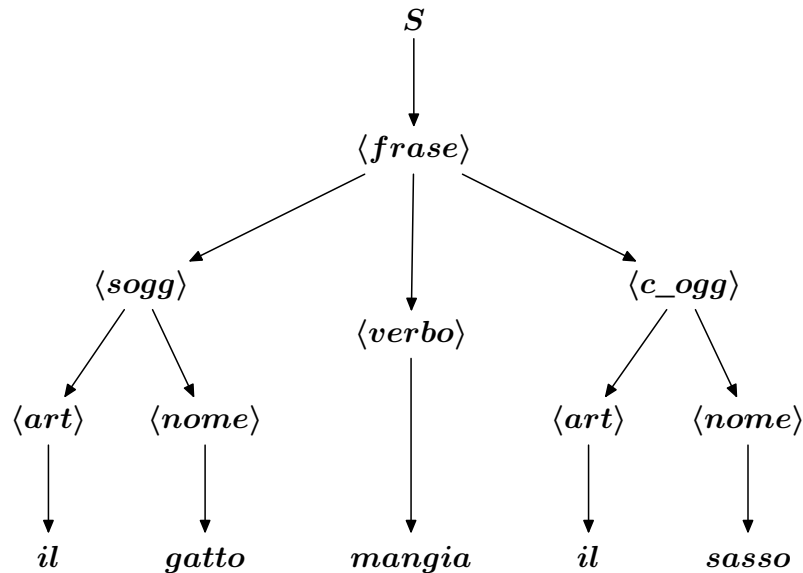 S
⟨frase⟩
⟨sogg⟩ ⟨c_ogg⟩
⟨verbo⟩
⟨art⟩ ⟨nome⟩ ⟨art⟩ ⟨nome⟩
il gatto mangia il sasso